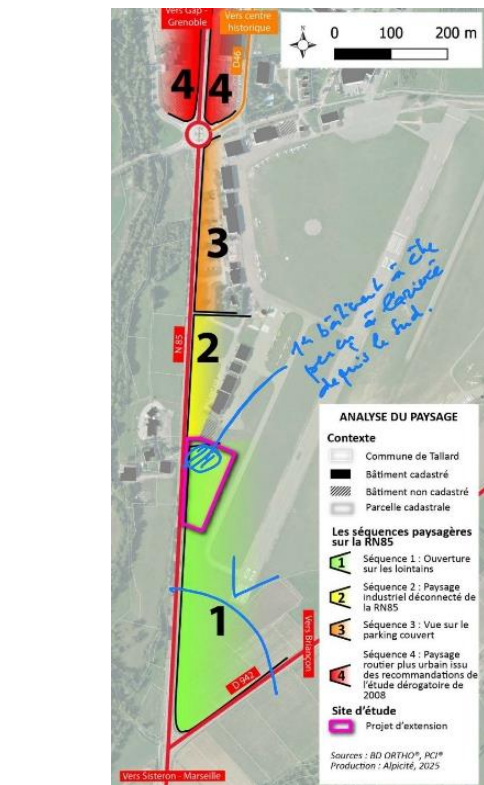 Vers Gap -
Grenoble
Vers centre
historique
D46
0 100 200 m
4
4
3
N 85
2
1er bâtiment à être
perçu à l'arrivée
depuis le Sud.
1
D 942
Vers Briançon
Vers Sisteron - Marseille
ANALYSE DU PAYSAGE
Contexte
Commune de Tallard
Bâtiment cadastré
Bâtiment non cadastré
Parcelle cadastrale
Les séquences paysagères
sur la RN85
1
Séquence 1 : Ouverture
sur les lointains
2
Séquence 2 : Paysage
industriel déconnecté de
la RN85
3
Séquence 3 : Vue sur le
parking couvert
4
Séquence 4 : Paysage
routier plus urbain issu
des recommandations de
l'étude dérogatoire de
2008
Site d'étude
Projet d'extension
Sources : BD ORTHO®, PCI®
Production : Alpicité, 2025